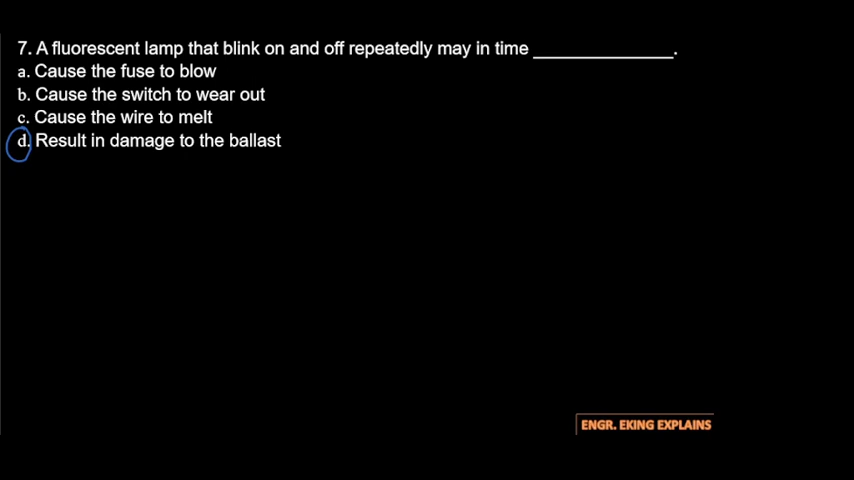 7. A fluorescent lamp that blink on and off repeatedly may in time _______________.
a. Cause the fuse to blow
b. Cause the switch to wear out
c. Cause the wire to melt
d. Result in damage to the ballast
ENGR. EKING EXPLAINS